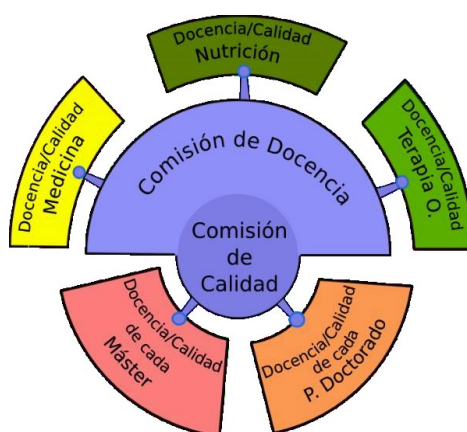 Docencia/Calidad
Nutrición
Docencia/Calidad
Medicina
Docencia/Calidad
Terapia O.
Comisión de Docencia
Comisión
de
Calidad
Docencia/Calidad
de cada
Máster
Docencia/Calidad
de cada
P. Doctorado